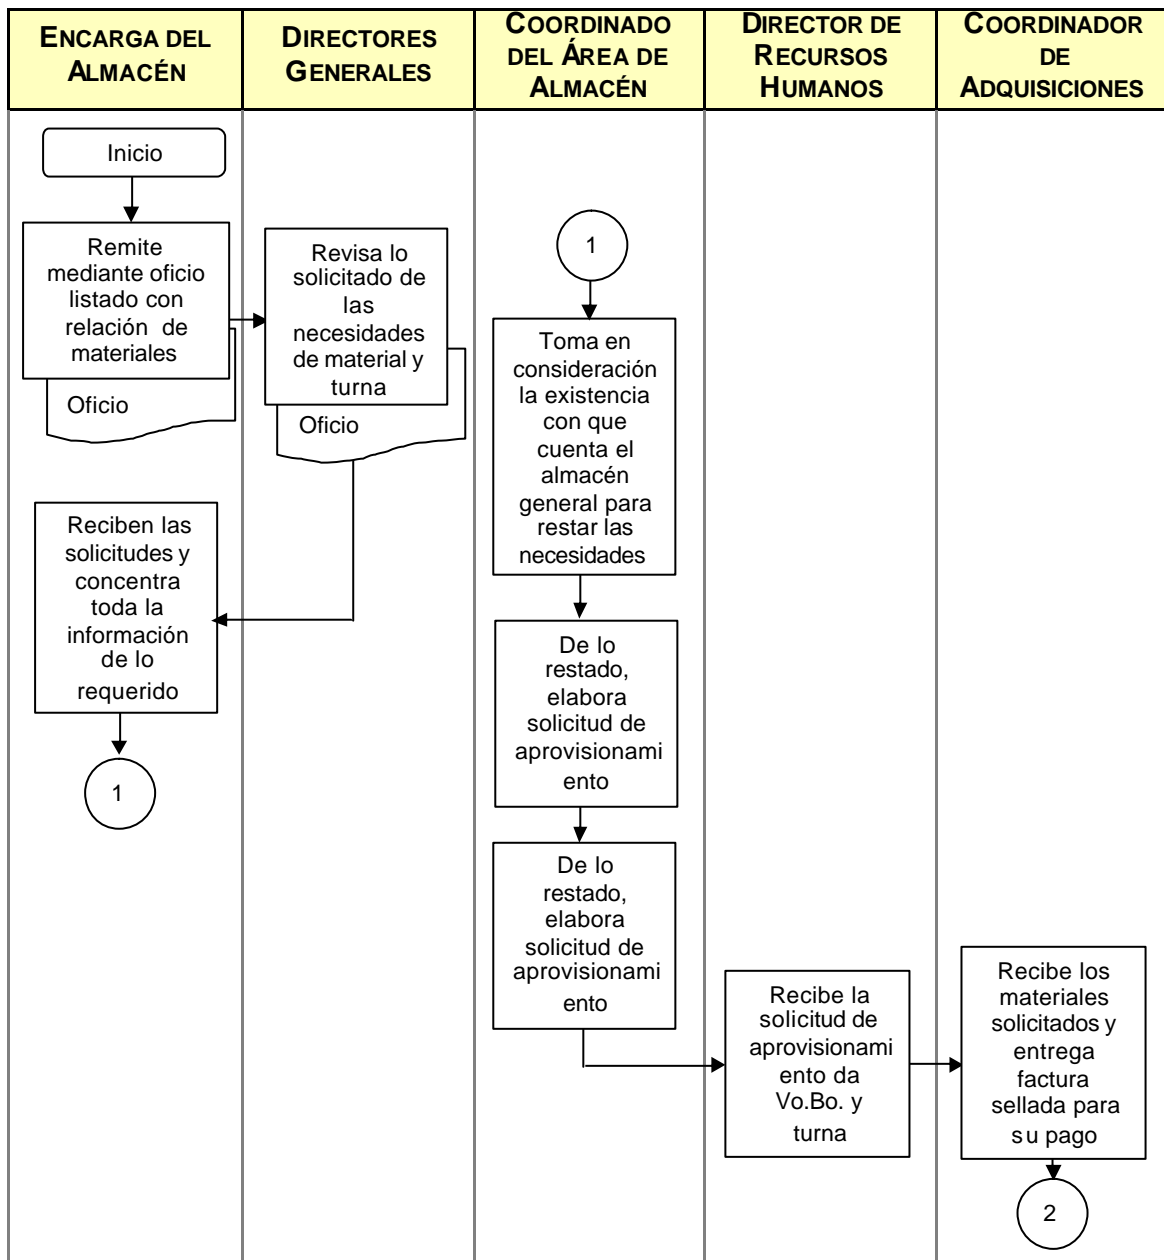 ENCARGA DEL
ALMACÉN
DIRECTORES
GENERALES
COORDINADO
DEL ÁREA DE
ALMACÉN
DIRECTOR DE
RECURSOS
HUMANOS
COORDINADOR
DE
ADQUISICIONES
Inicio
Remite
mediante oficio
listado con
relación de
materiales
Oficio
Revisa lo
solicitado de
las
necesidades
de material y
turna
Oficio
Reciben las
solicitudes y
concentra
toda la
información
de lo
requerido
1
1
Toma en
consideración
la existencia
con que
cuenta el
almacén
general para
restar las
necesidades
De lo
restado,
elabora
solicitud de
aprovisionami
ento
De lo
restado,
elabora
solicitud de
aprovisionami
ento
Recibe la
solicitud de
aprovisionami
ento da
Vo.Bo. y
turna
Recibe los
materiales
solicitados y
entrega
factura
sellada para
su pago
2